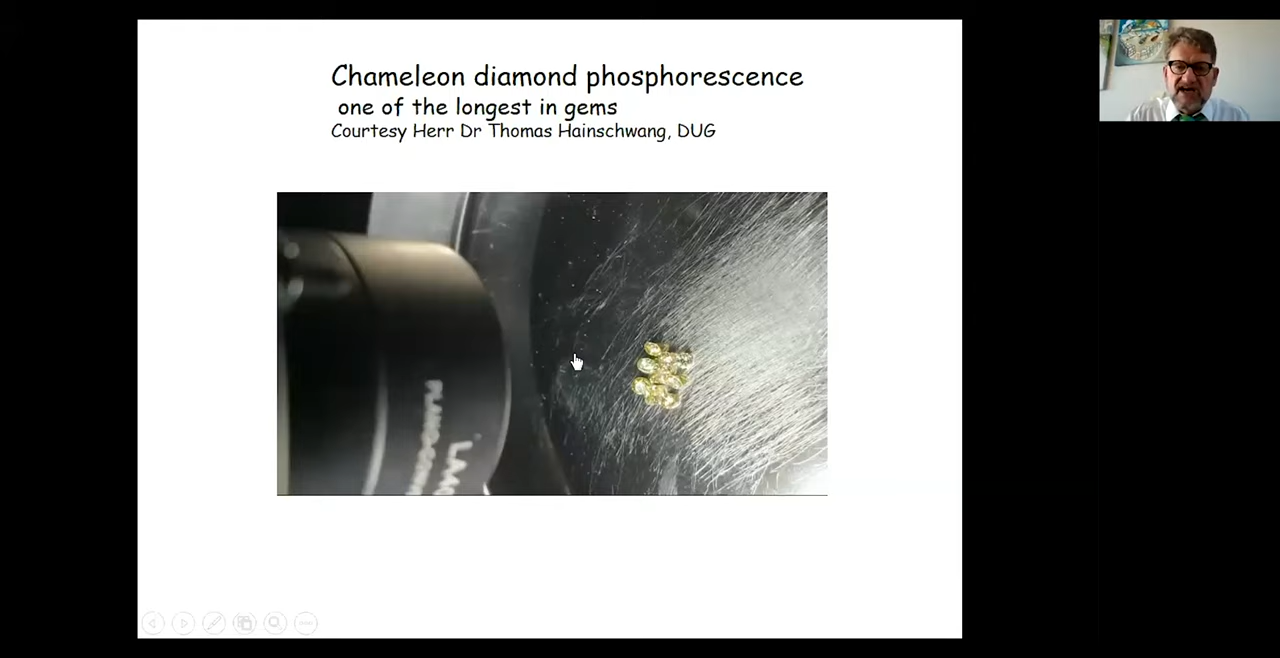 Chameleon diamond phosphorescence
one of the longest in gems
Courtesy Herr Dr Thomas Hainschwang, DUG